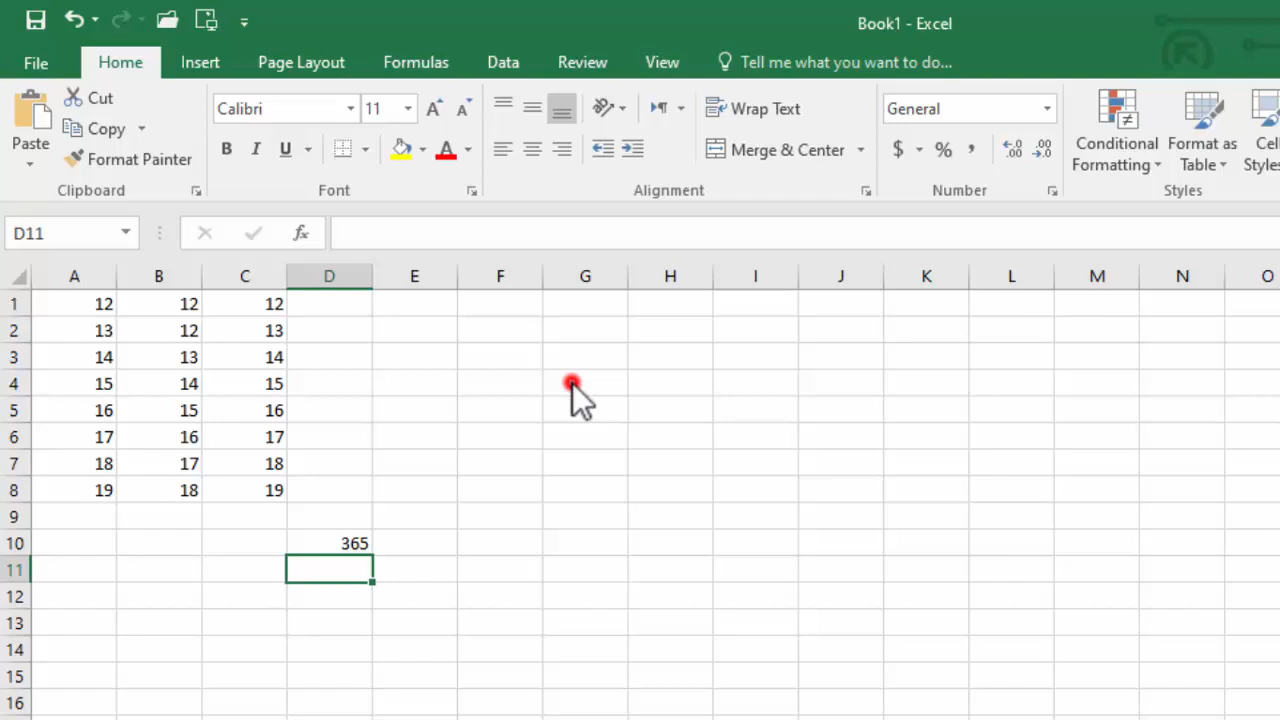 Book1 - Excel
File Home Insert Page Layout Formulas Data Review View Tell me what you want to do...
Cut
Calibri 11 Wrap Text General
Copy
Paste B I U A Merge & Center $ % , Conditional Formatting Format as Table
Format Painter
Clipboard Font Alignment Number Styles
D11 fx
A B C D E F G H I J K L M N O
1 12 12 12
2 13 12 13
3 14 13 14
4 15 14 15
5 16 15 16
6 17 16 17
7 18 17 18
8 19 18 19
9
10 365
11
12
13
14
15
16